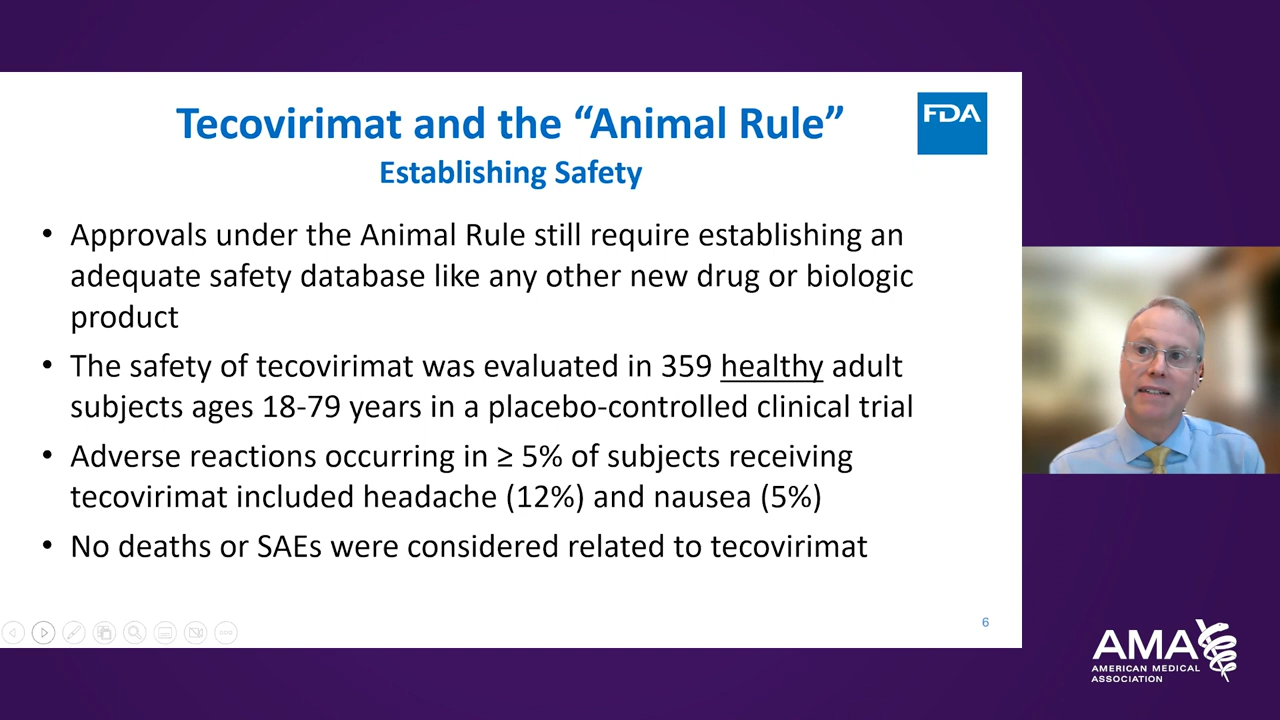 Tecovirimat and the “Animal Rule”
FDA
Establishing Safety
• Approvals under the Animal Rule still require establishing an
adequate safety database like any other new drug or biologic
product
• The safety of tecovirimat was evaluated in 359 healthy adult
subjects ages 18-79 years in a placebo-controlled clinical trial
• Adverse reactions occurring in ≥ 5% of subjects receiving
tecovirimat included headache (12%) and nausea (5%)
• No deaths or SAEs were considered related to tecovirimat
6
AMA
AMERICAN MEDICAL
ASSOCIATION